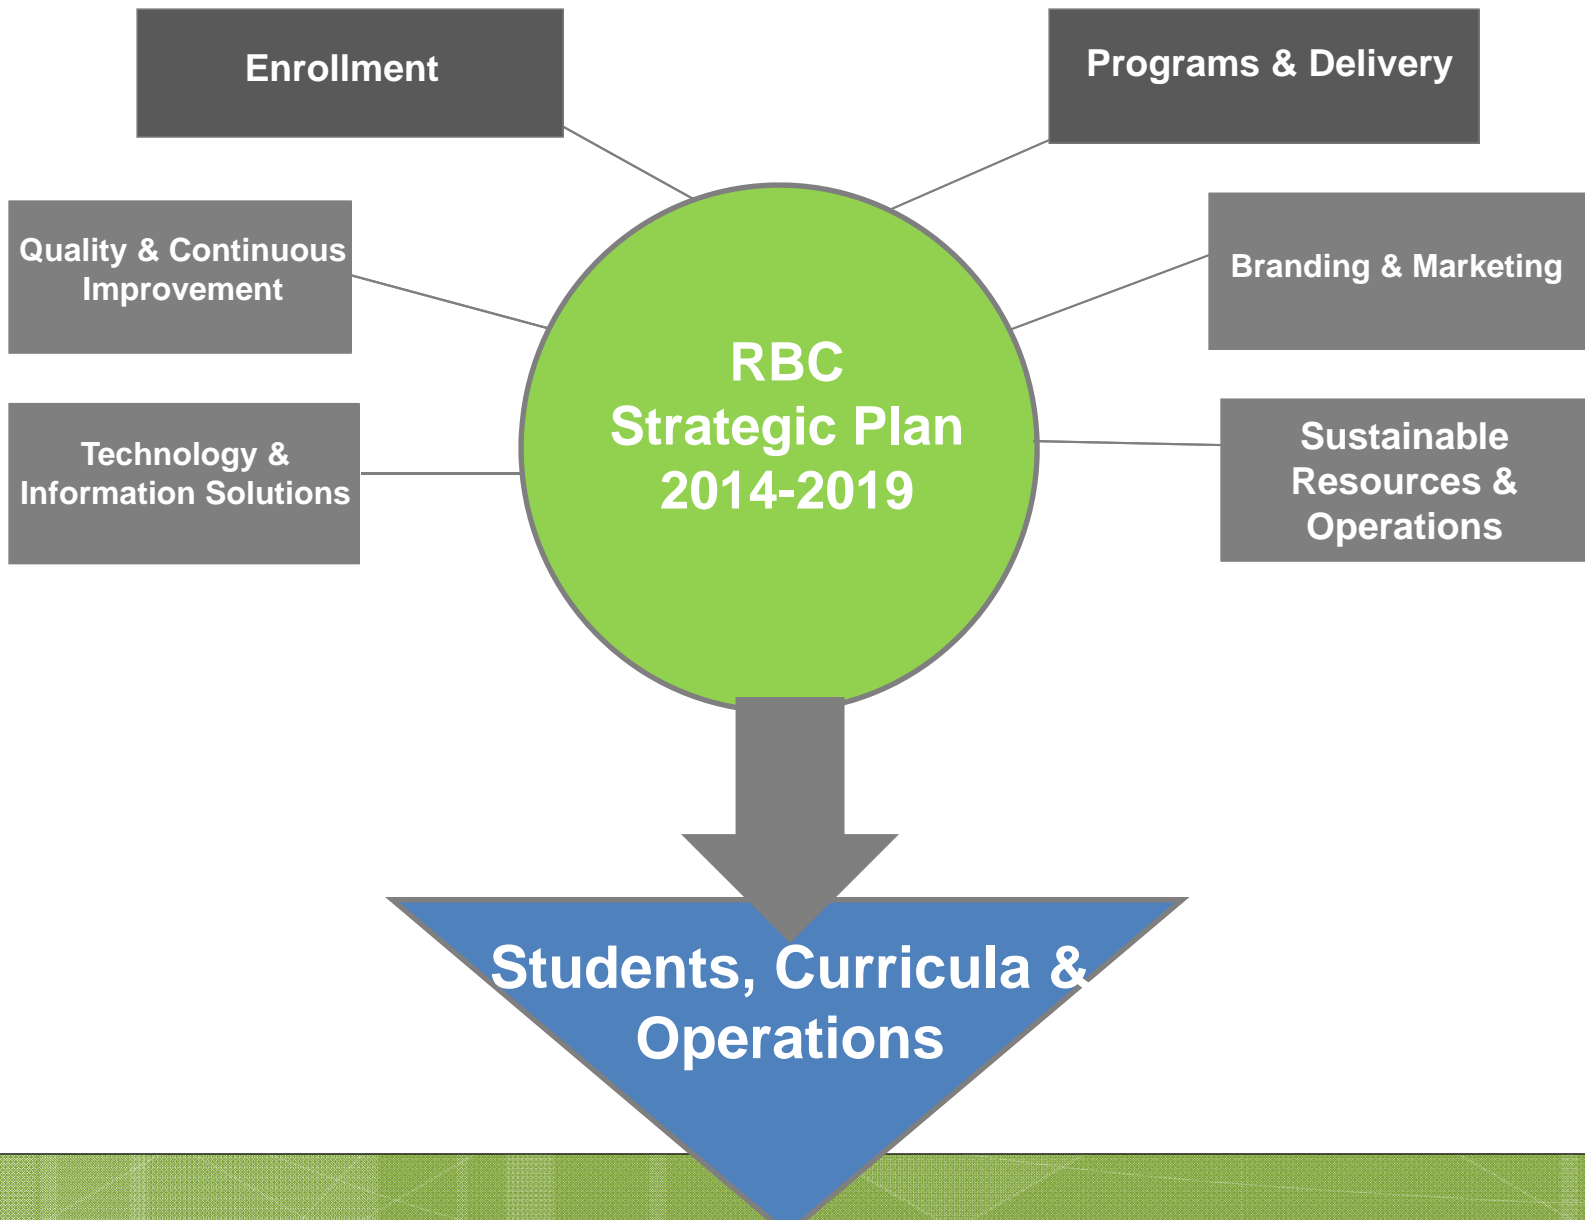 Enrollment
Programs & Delivery
Quality & Continuous
Improvement
Branding & Marketing
Technology &
Information Solutions
RBC
Strategic Plan
2014-2019
Sustainable
Resources &
Operations
Students, Curricula &
Operations